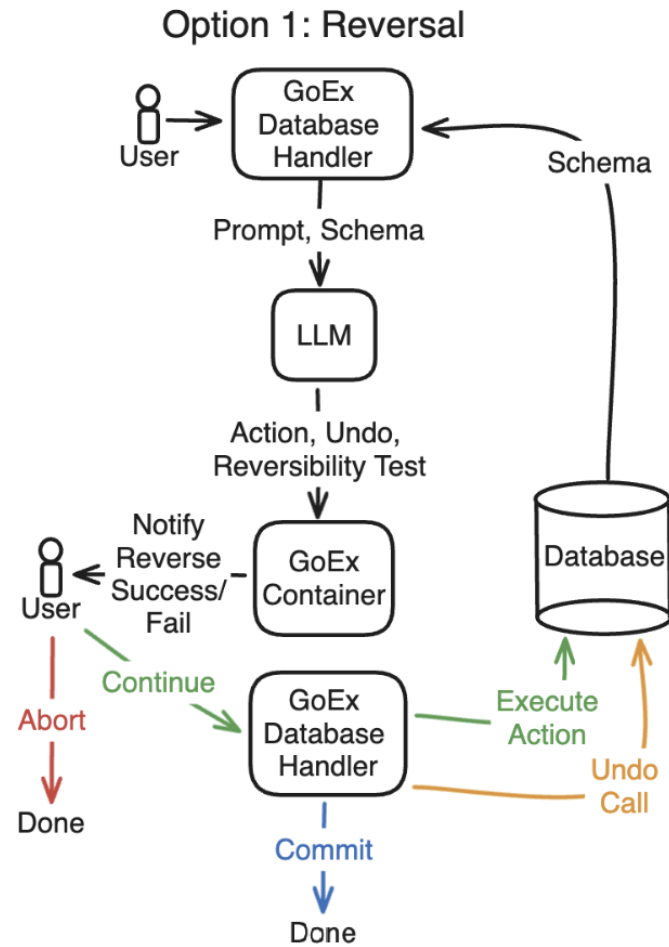 Option 1: Reversal
GoEx
Database
Handler
User
Schema
Prompt, Schema
LLM
Action, Undo,
Reversibility Test
Notify
Reverse
Success/
Fail
GoEx
Container
Database
User
Continue
Abort
GoEx
Database
Handler
Execute
Action
Undo
Call
Done
Commit
Done